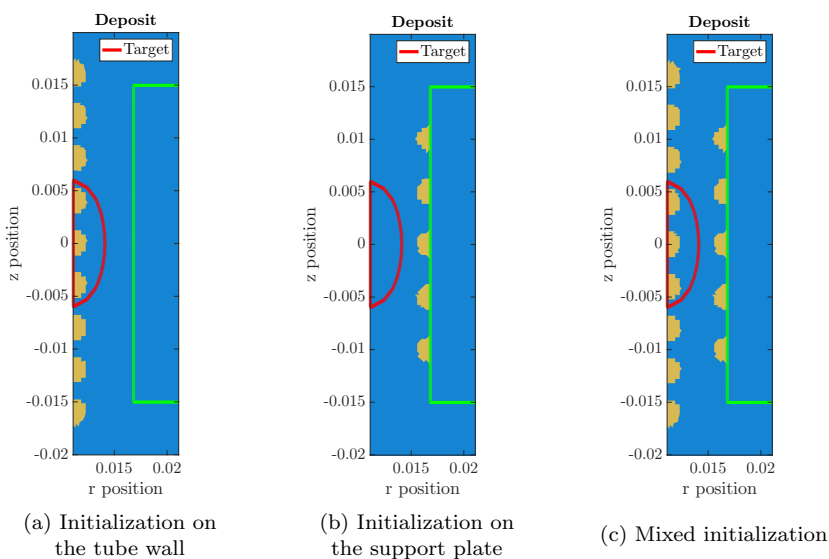 Deposit
Target
0.015
0.01
0.005
0
-0.005
-0.01
-0.015
-0.02
z position
0.015 0.02
r position
(a) Initialization on
the tube wall
Deposit
Target
0.015
0.01
0.005
0
-0.005
-0.01
-0.015
-0.02
z position
0.015 0.02
r position
(b) Initialization on
the support plate
Deposit
Target
0.015
0.01
0.005
0
-0.005
-0.01
-0.015
-0.02
z position
0.015 0.02
r position
(c) Mixed initialization